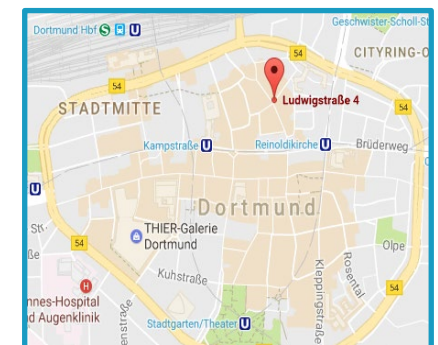 Dortmund Hbf S U
Geschwister-Scholl-St
54
CITYRING-O
54
54
STADTMITTE
Ludwigstraße 4
Kampstraße U
Reinoldikirche U
Brüderweg
U
Dortmund
THIER-Galerie
Dortmund
54
Olpe
Kuhstraße
Rosental
Kleppingstraße
H
nnes-Hospital
d Augenklinik
enstraße
Stadtgarten/Theater U
54